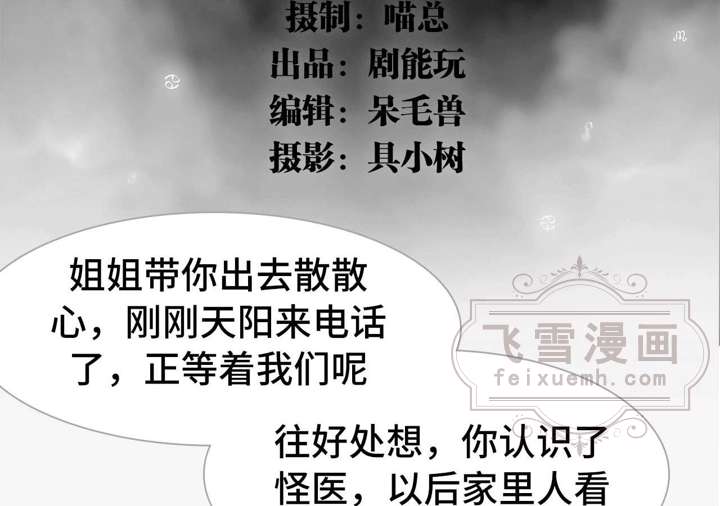 摄制：喵总
出品：剧能玩
编辑：呆毛兽
摄影：具小树
姐姐带你出去散散
心，刚刚天阳来电话
了，正等着我们呢
飞雪漫画
feixuemh.com
往好处想，你认识了
怪医，以后家里人看